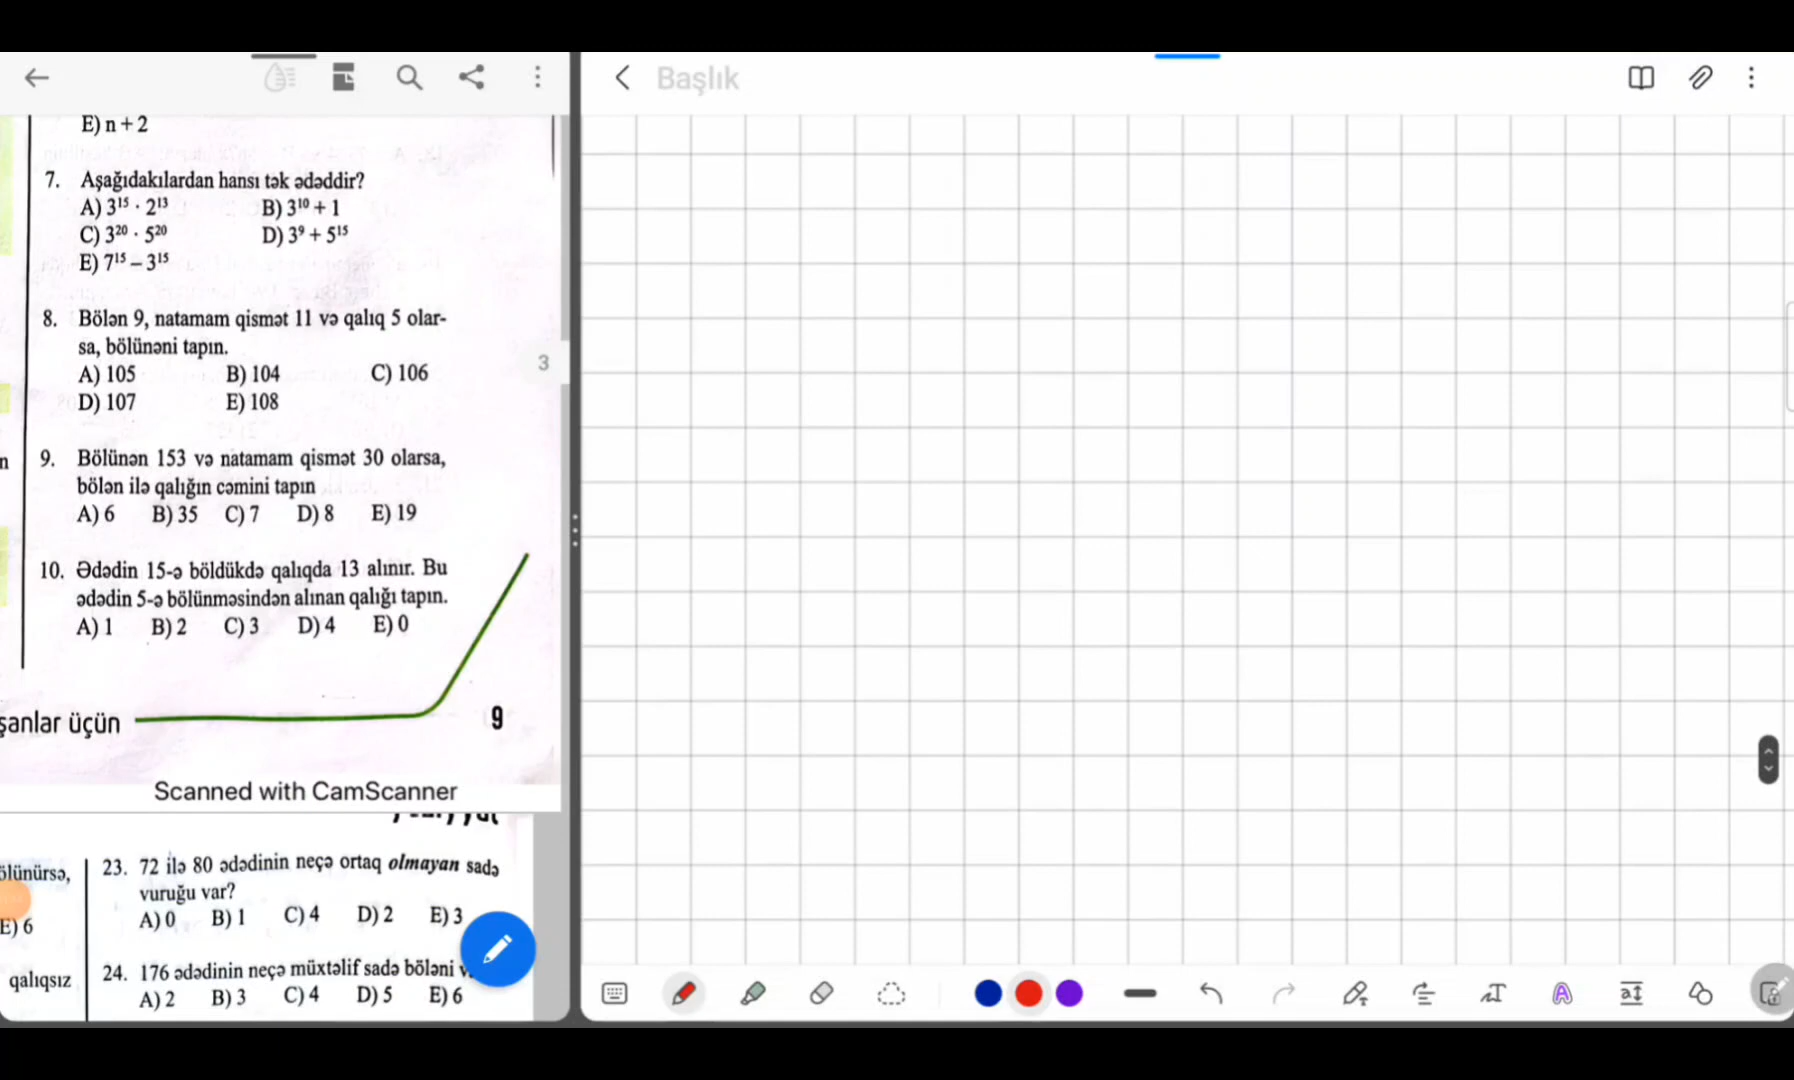 Başlık
E) n + 2
7. Aşağıdakılardan hansı tək ədəddir?
A) 3¹⁵ · 2¹³ B) 3¹⁰ + 1
C) 3²⁰ · 5²⁰ D) 3⁹ + 5¹⁵
E) 7¹⁵ – 3¹⁵
8. Bölən 9, natamam qismət 11 və qalıq 5 olar-
sa, bölünəni tapın.
A) 105 B) 104 C) 106
D) 107 E) 108
3
n
9. Bölünən 153 və natamam qismət 30 olarsa,
bölən ilə qalığın cəmini tapın
A) 6 B) 35 C) 7 D) 8 E) 19
10. Ədədin 15-ə böldükdə qalıqda 13 alınır. Bu
ədədin 5-ə bölünməsindən alınan qalığı tapın.
A) 1 B) 2 C) 3 D) 4 E) 0
şanlar üçün
9
Scanned with CamScanner
ölünürsə,
E) 6
qalıqsız
23. 72 ilə 80 ədədinin neçə ortaq olmayan sadə
vuruğu var?
A) 0 B) 1 C) 4 D) 2 E) 3
24. 176 ədədinin neçə müxtəlif sadə böləni
A) 2 B) 3 C) 4 D) 5 E) 6